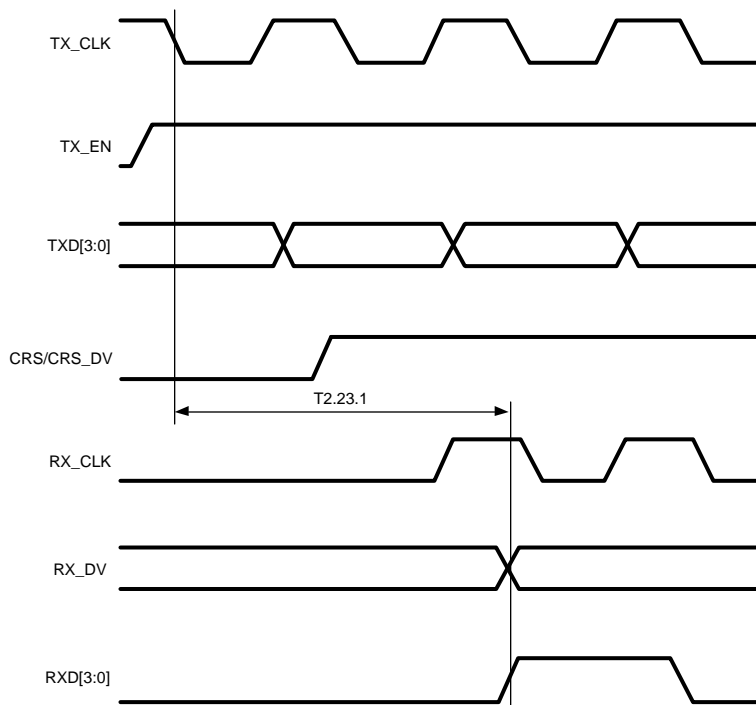 TX_CLK
TX_EN
TXD[3:0]
CRS/CRS_DV
T2.23.1
RX_CLK
RX_DV
RXD[3:0]